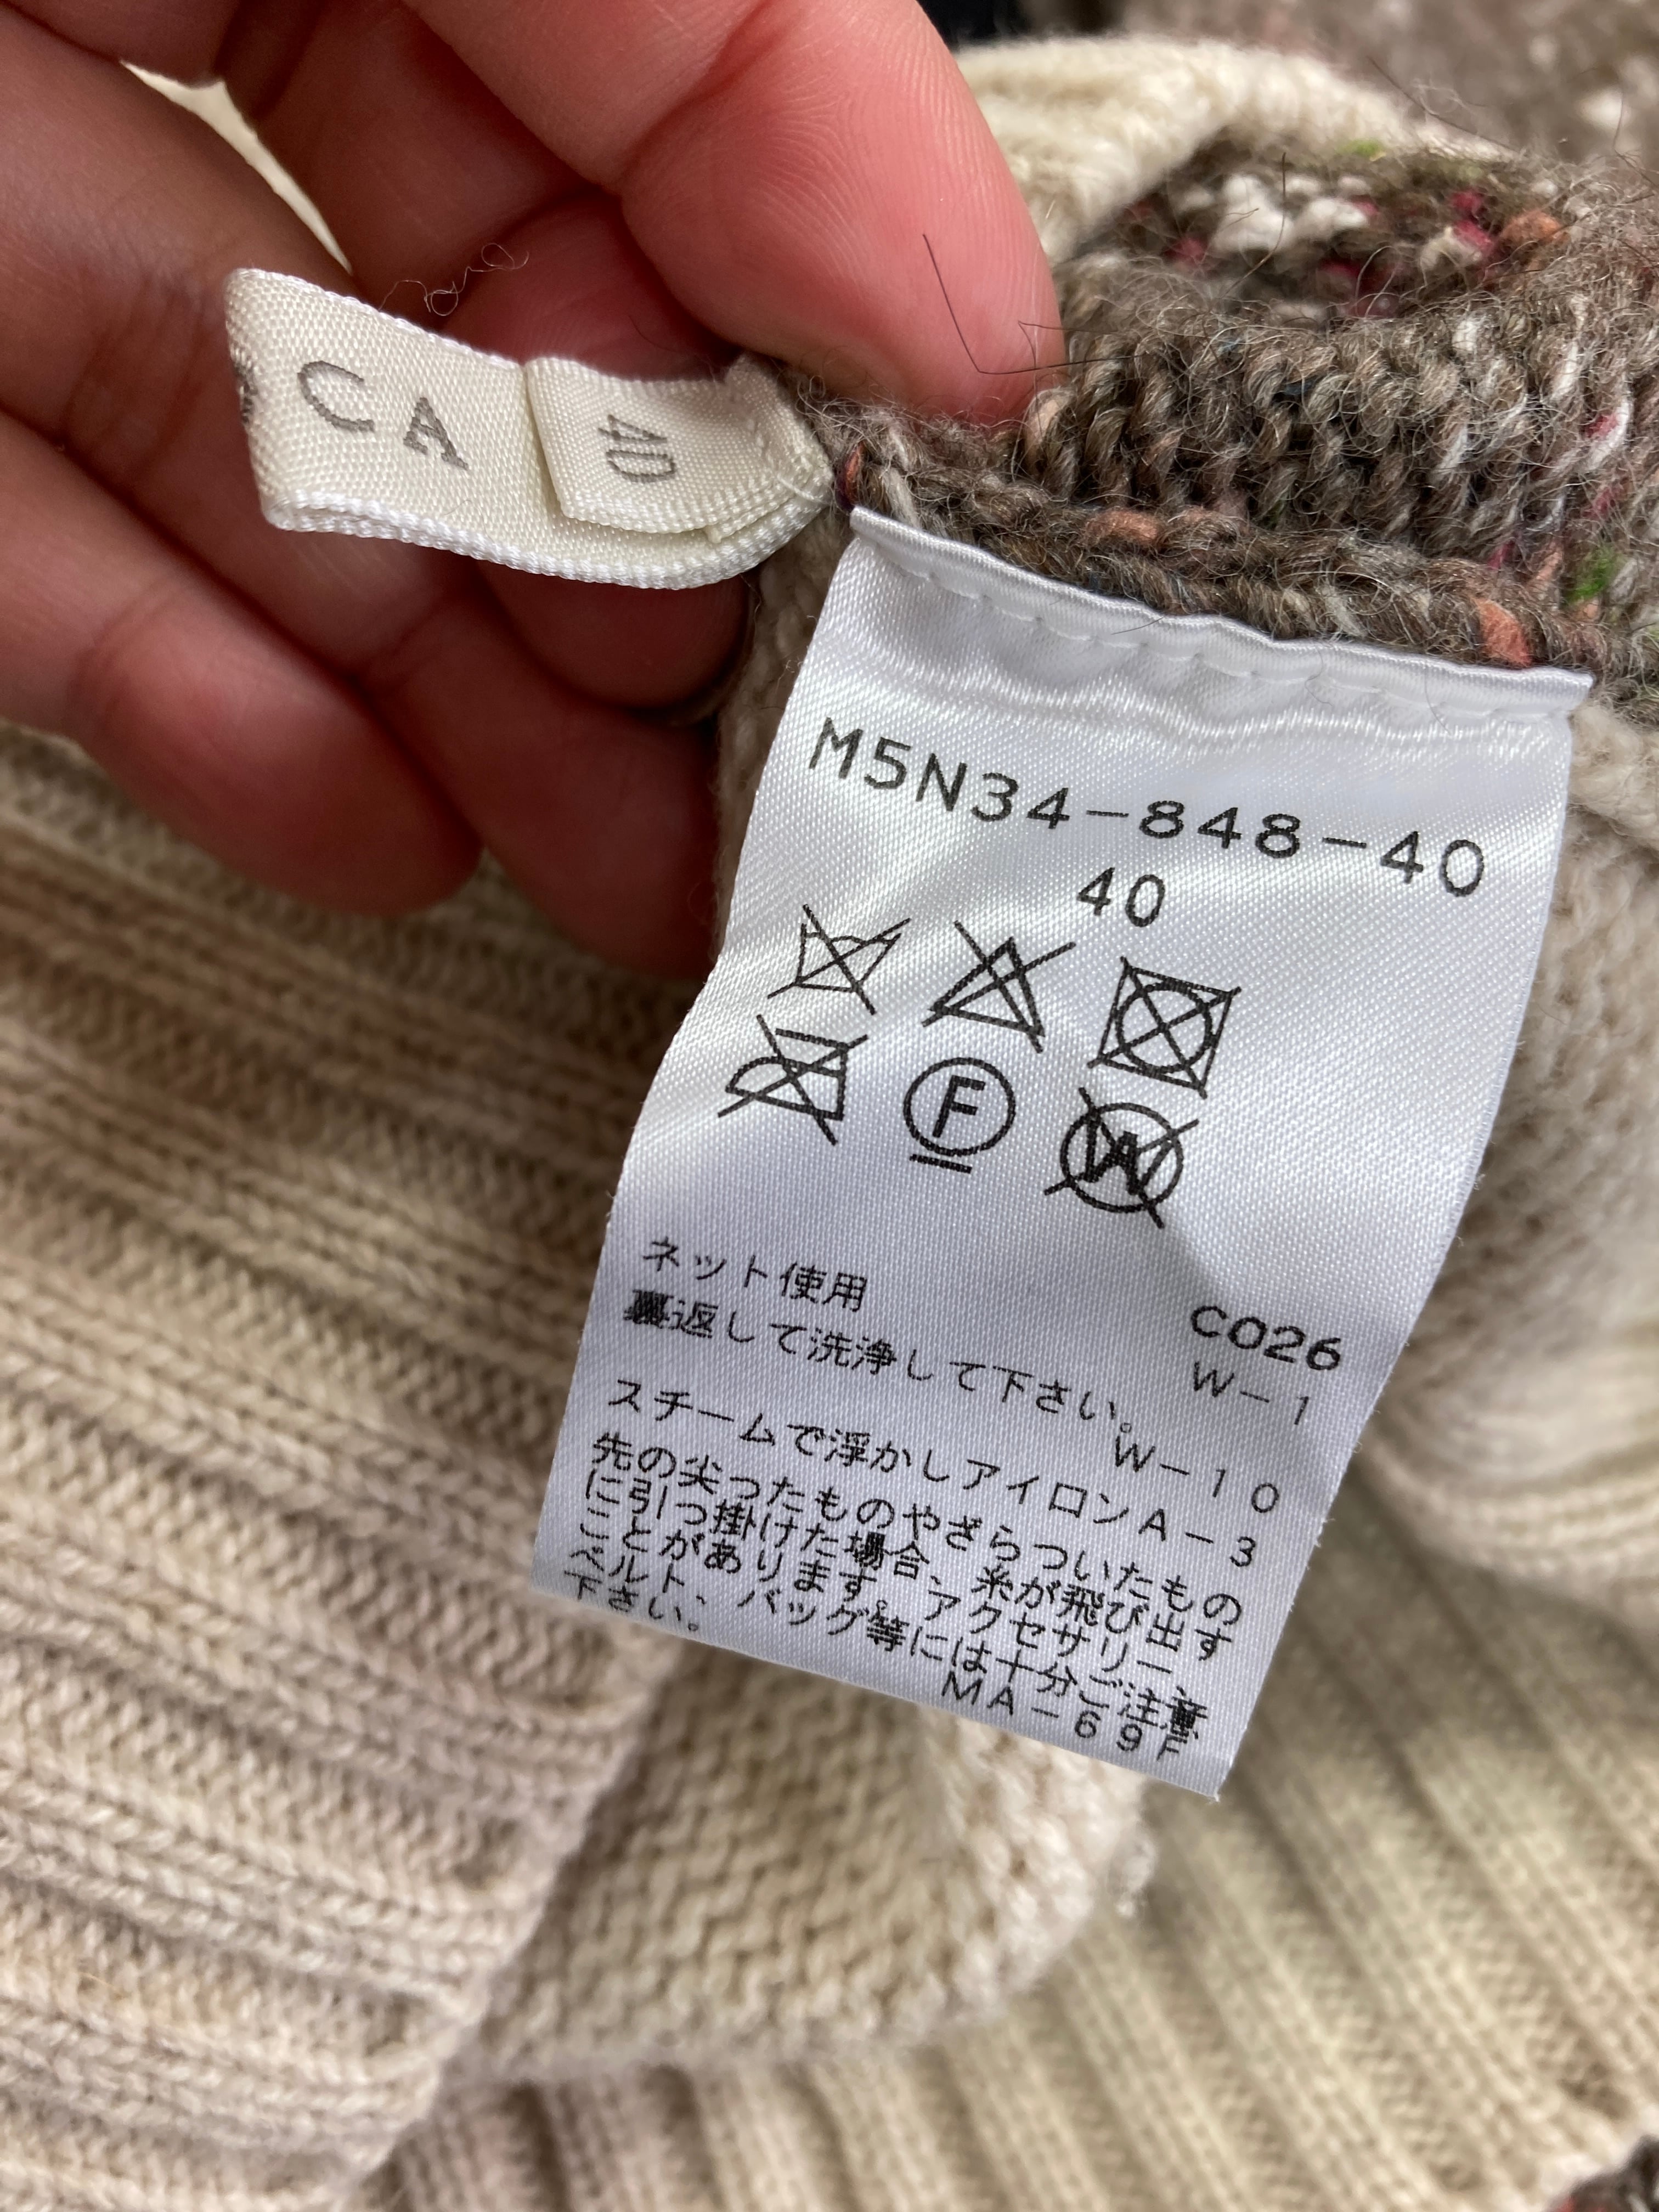 CA
4D
M5N34-848-40
40
F
W
ネット使用
C026
W-1
裏返して洗浄して下さい。
W-10
スチームで浮かしアイロンA-3
先の尖ったものやざらついたもの
に引っ掛けた場合、糸が飛び出す
ことがあります。アクセサリー、
ベルト、バッグ等には十分ご注意
下さい。
MA-69F